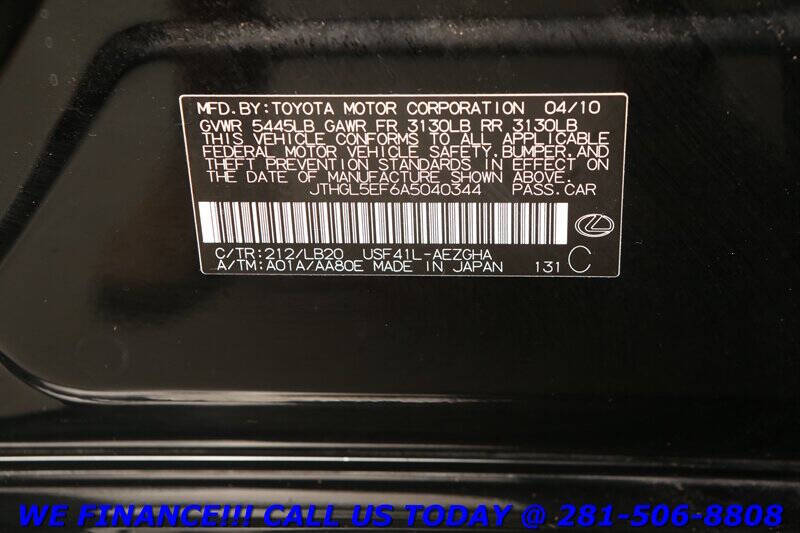 MFD.BY:TOYOTA MOTOR CORPORATION 04/10
GVWR 5445LB GAWR FR 3130LB RR 3130LB
THIS VEHICLE CONFORMS TO ALL APPLICABLE
FEDERAL MOTOR VEHICLE SAFETY,BUMPER,AND
THEFT PREVENTION STANDARDS IN EFFECT ON
THE DATE OF MANUFACTURE SHOWN ABOVE.
JTHGL5EF6A5040344 PASS.CAR
C/TR:212/LB20 USF41L-AEZGHA
A/TM:A01A/AA80E MADE IN JAPAN 131 C
WE FINANCE!!! CALL US TODAY @ 281-506-8808